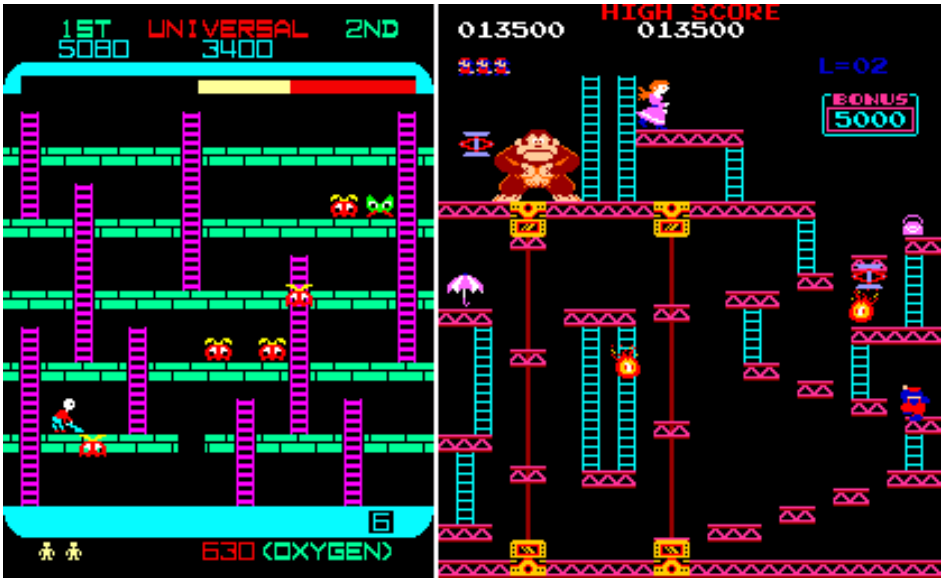 1ST UNIVERSAL 2ND
5080 3400
6
630 (OXYGEN)
HIGH SCORE
013500 013500
L=02
BONUS
5000